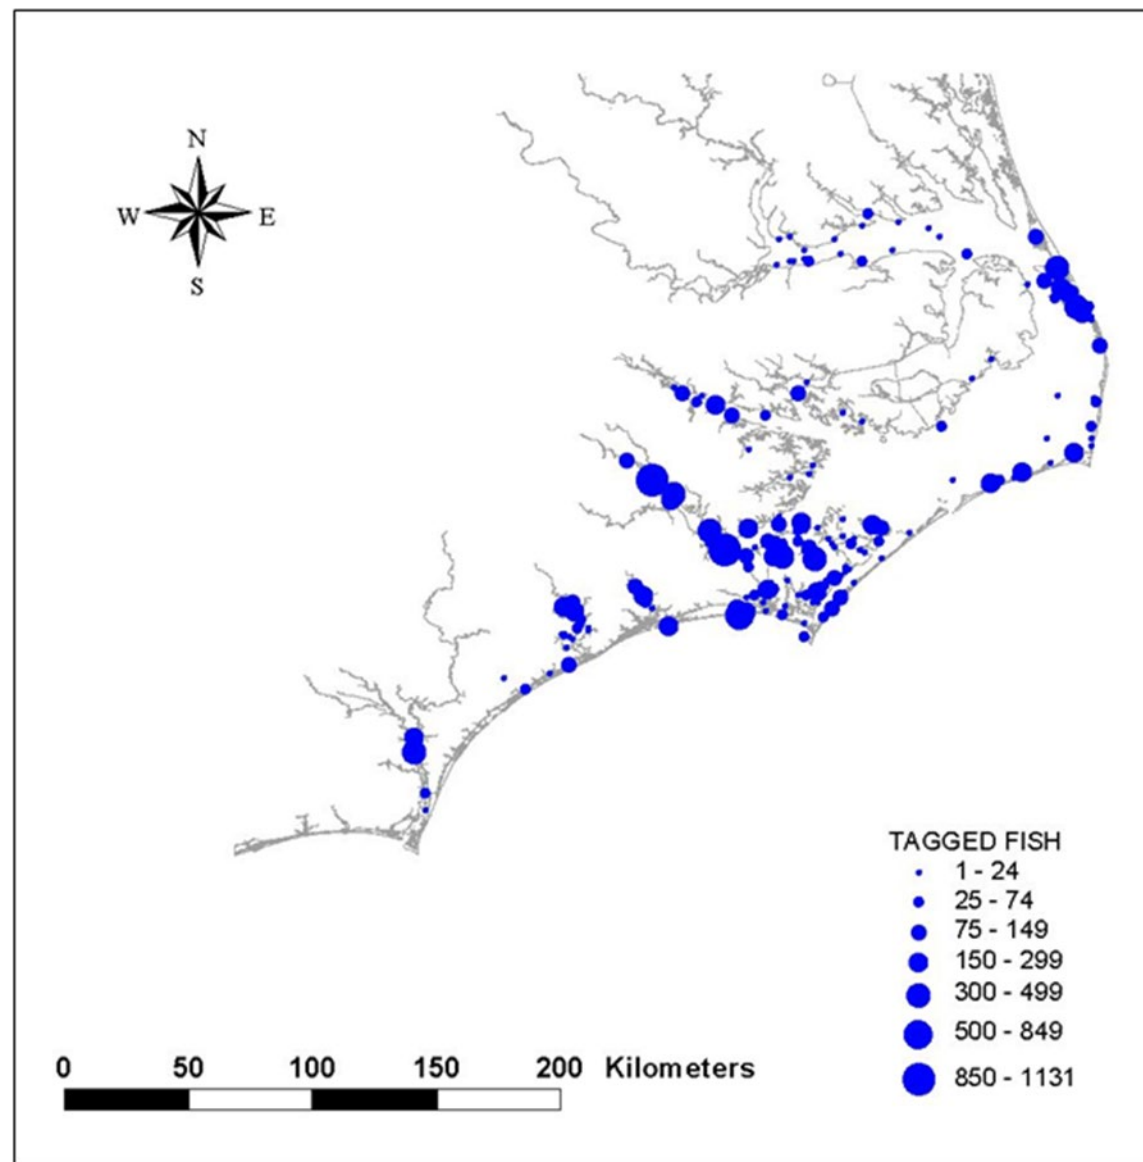 N
W E
S
TAGGED FISH
1 - 24
25 - 74
75 - 149
150 - 299
300 - 499
500 - 849
850 - 1131
0 50 100 150 200 Kilometers